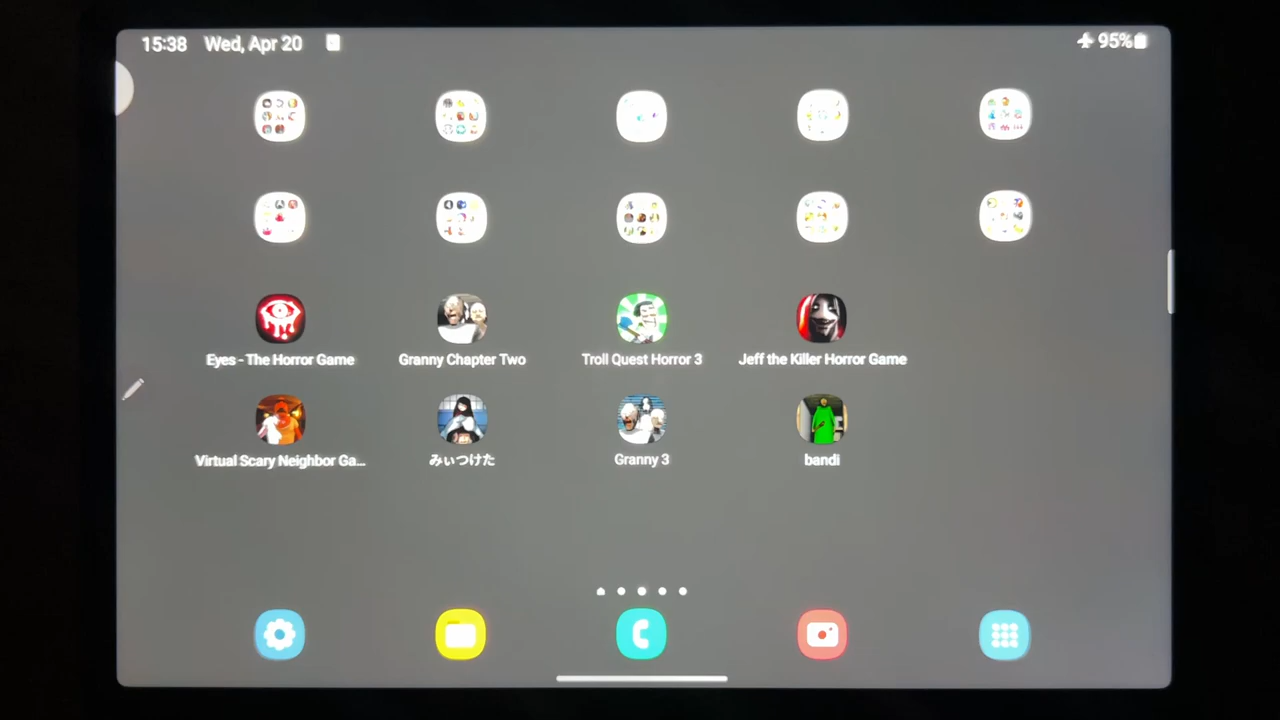 15:38 Wed, Apr 20 95%
Eyes - The Horror Game Granny Chapter Two Troll Quest Horror 3 Jeff the Killer Horror Game
Virtual Scary Neighbor Ga... みぃつけた Granny 3 bandi